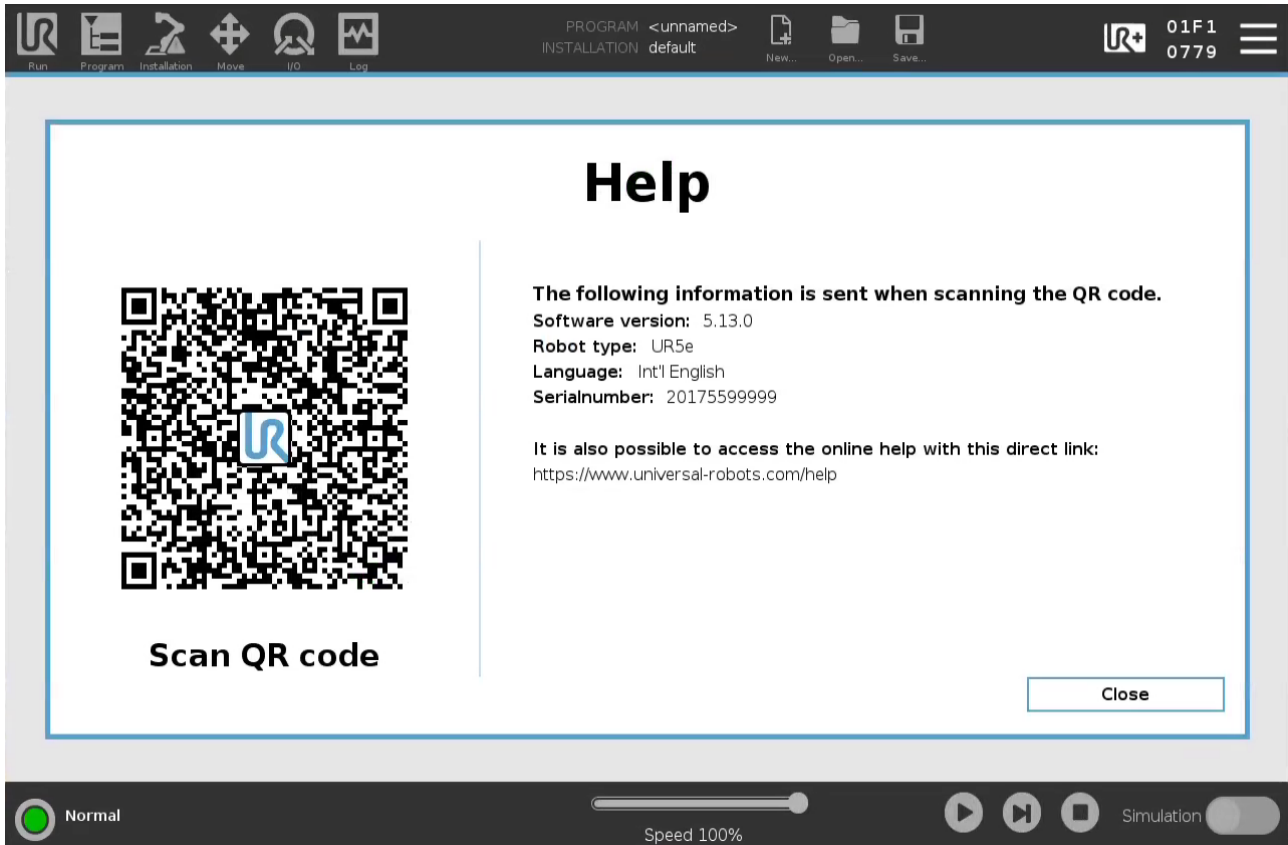 PROGRAM <unnamed>
INSTALLATION default
Run Program Installation Move I/O Log New... Open... Save...
UR+
01F1
0779
Help
The following information is sent when scanning the QR code.
Software version: 5.13.0
Robot type: UR5e
Language: Int'l English
Serialnumber: 20175599999
It is also possible to access the online help with this direct link:
https://www.universal-robots.com/help
UR
Scan QR code
Close
Normal
Speed 100%
Simulation